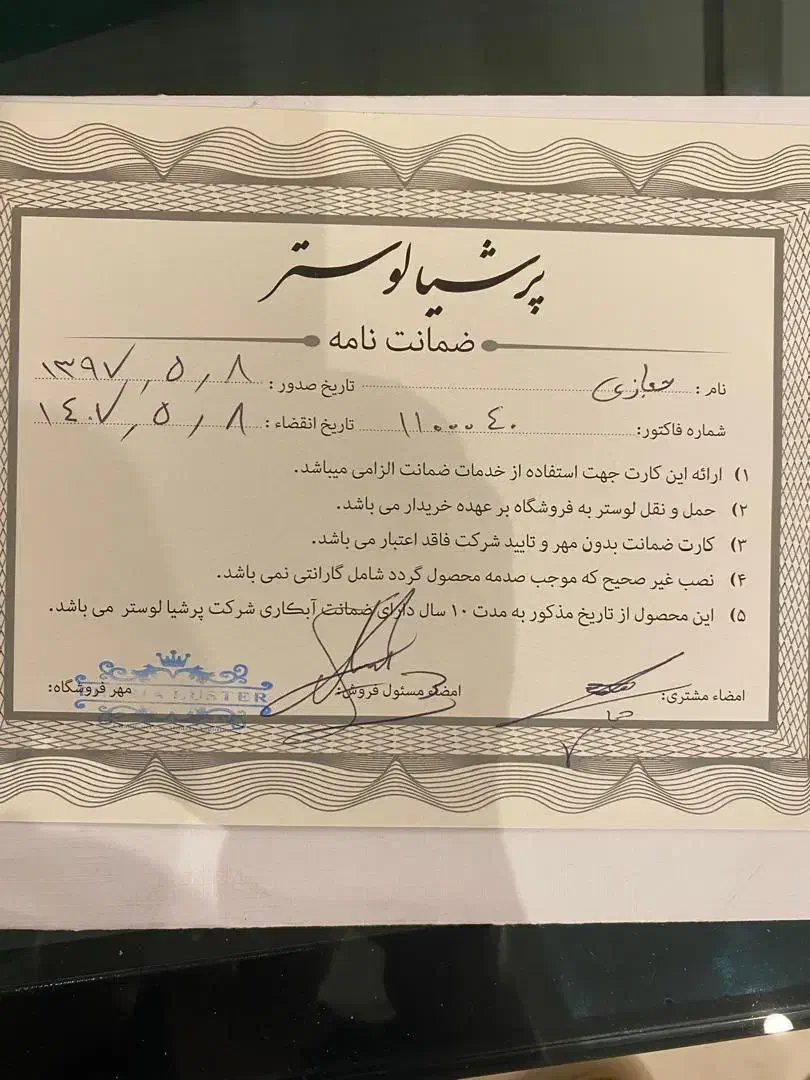 پرشیا لوستر
ضمانت نامه
نام : حجازی
تاریخ صدور : ۱۳۹۷/۵/۸
شماره فاکتور: ۱۱۰۰۰۴۰
تاریخ انقضاء : ۱۴۰۷/۵/۸
۱) ارائه این کارت جهت استفاده از خدمات ضمانت الزامی میباشد.
۲) حمل و نقل لوستر به فروشگاه بر عهده خریدار می باشد.
۳) کارت ضمانت بدون مهر و تایید شرکت فاقد اعتبار می باشد.
۴) نصب غیر صحیح که موجب صدمه محصول گردد شامل گارانتی نمی باشد.
۵) این محصول از تاریخ مذکور به مدت ۱۰ سال دارای ضمانت آبکاری شرکت پرشیا لوستر می باشد.
امضاء مشتری:
امضاء مسئول فروش:
مهر فروشگاه:
LUSTER